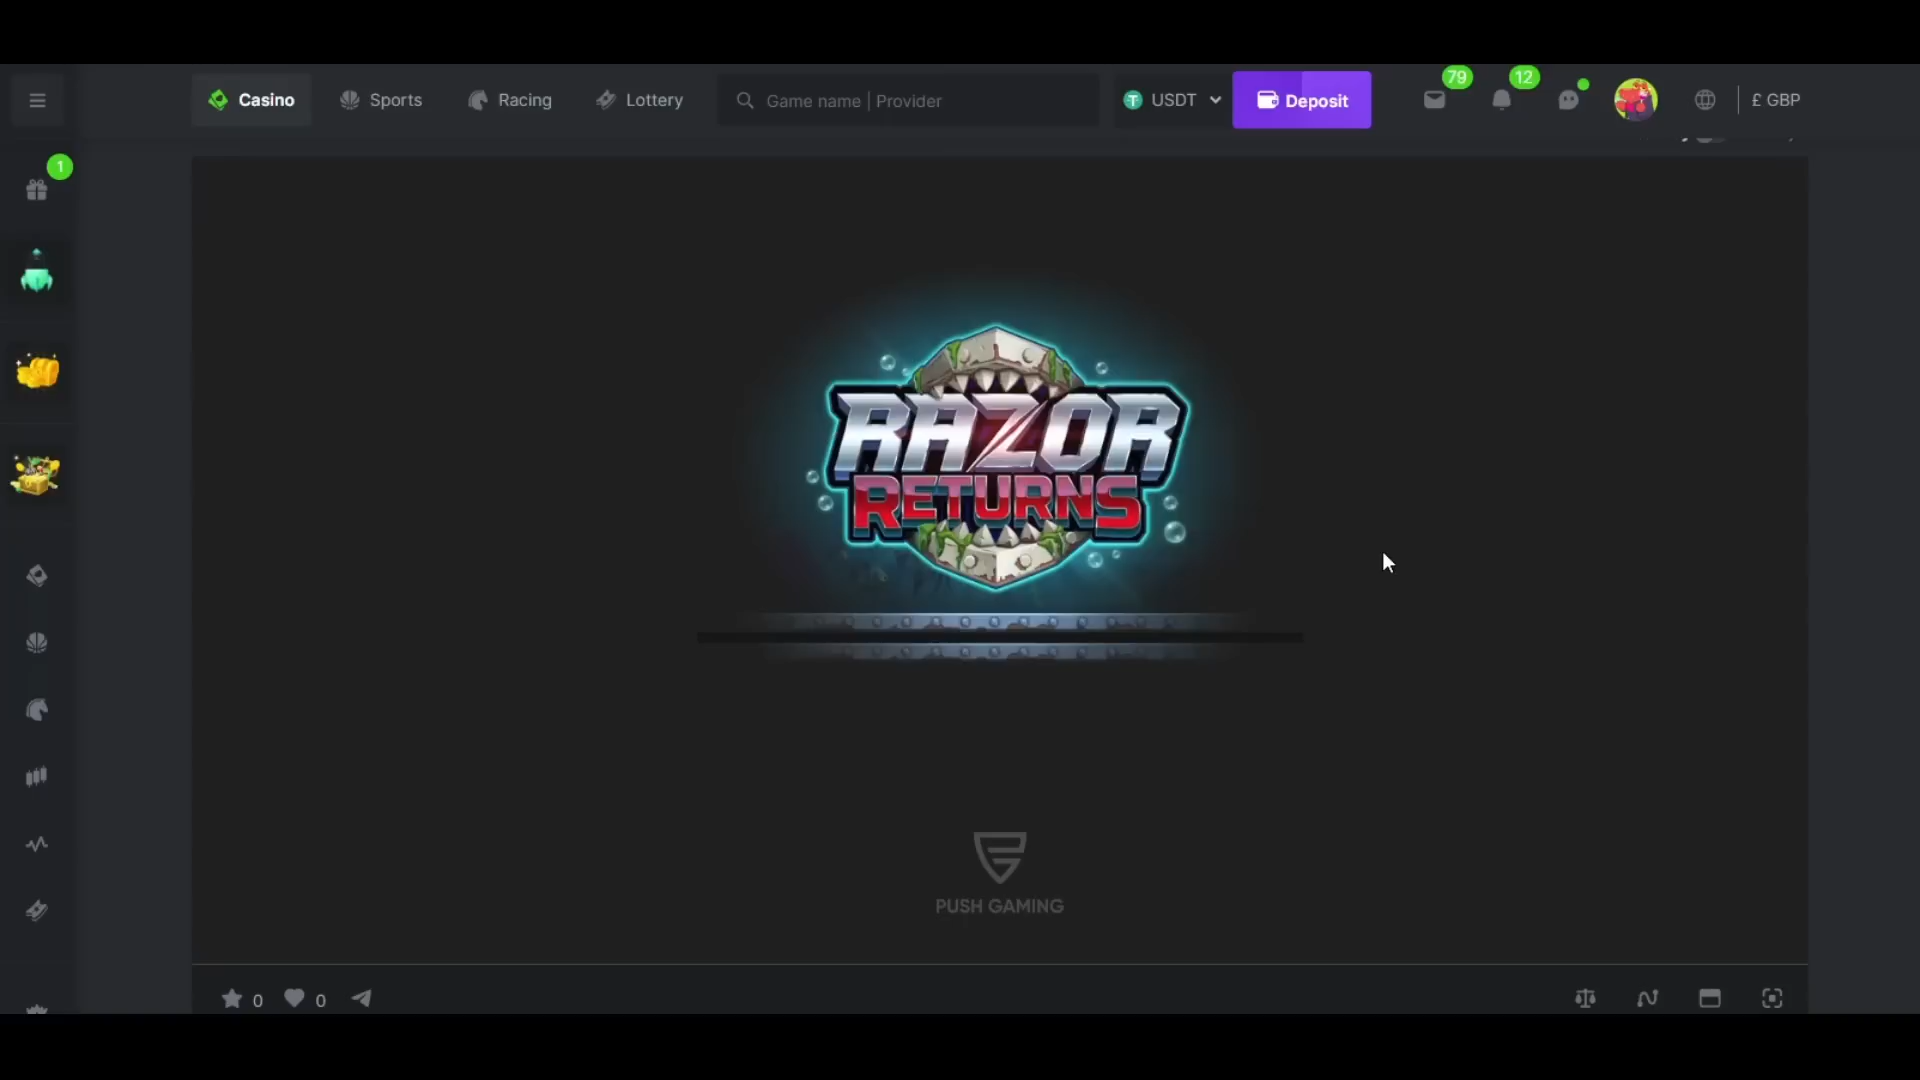 Casino
Sports
Racing
Lottery
Game name | Provider
USDT
Deposit
79
12
£ GBP
1
RAZOR
RETURNS
PUSH GAMING
0
0